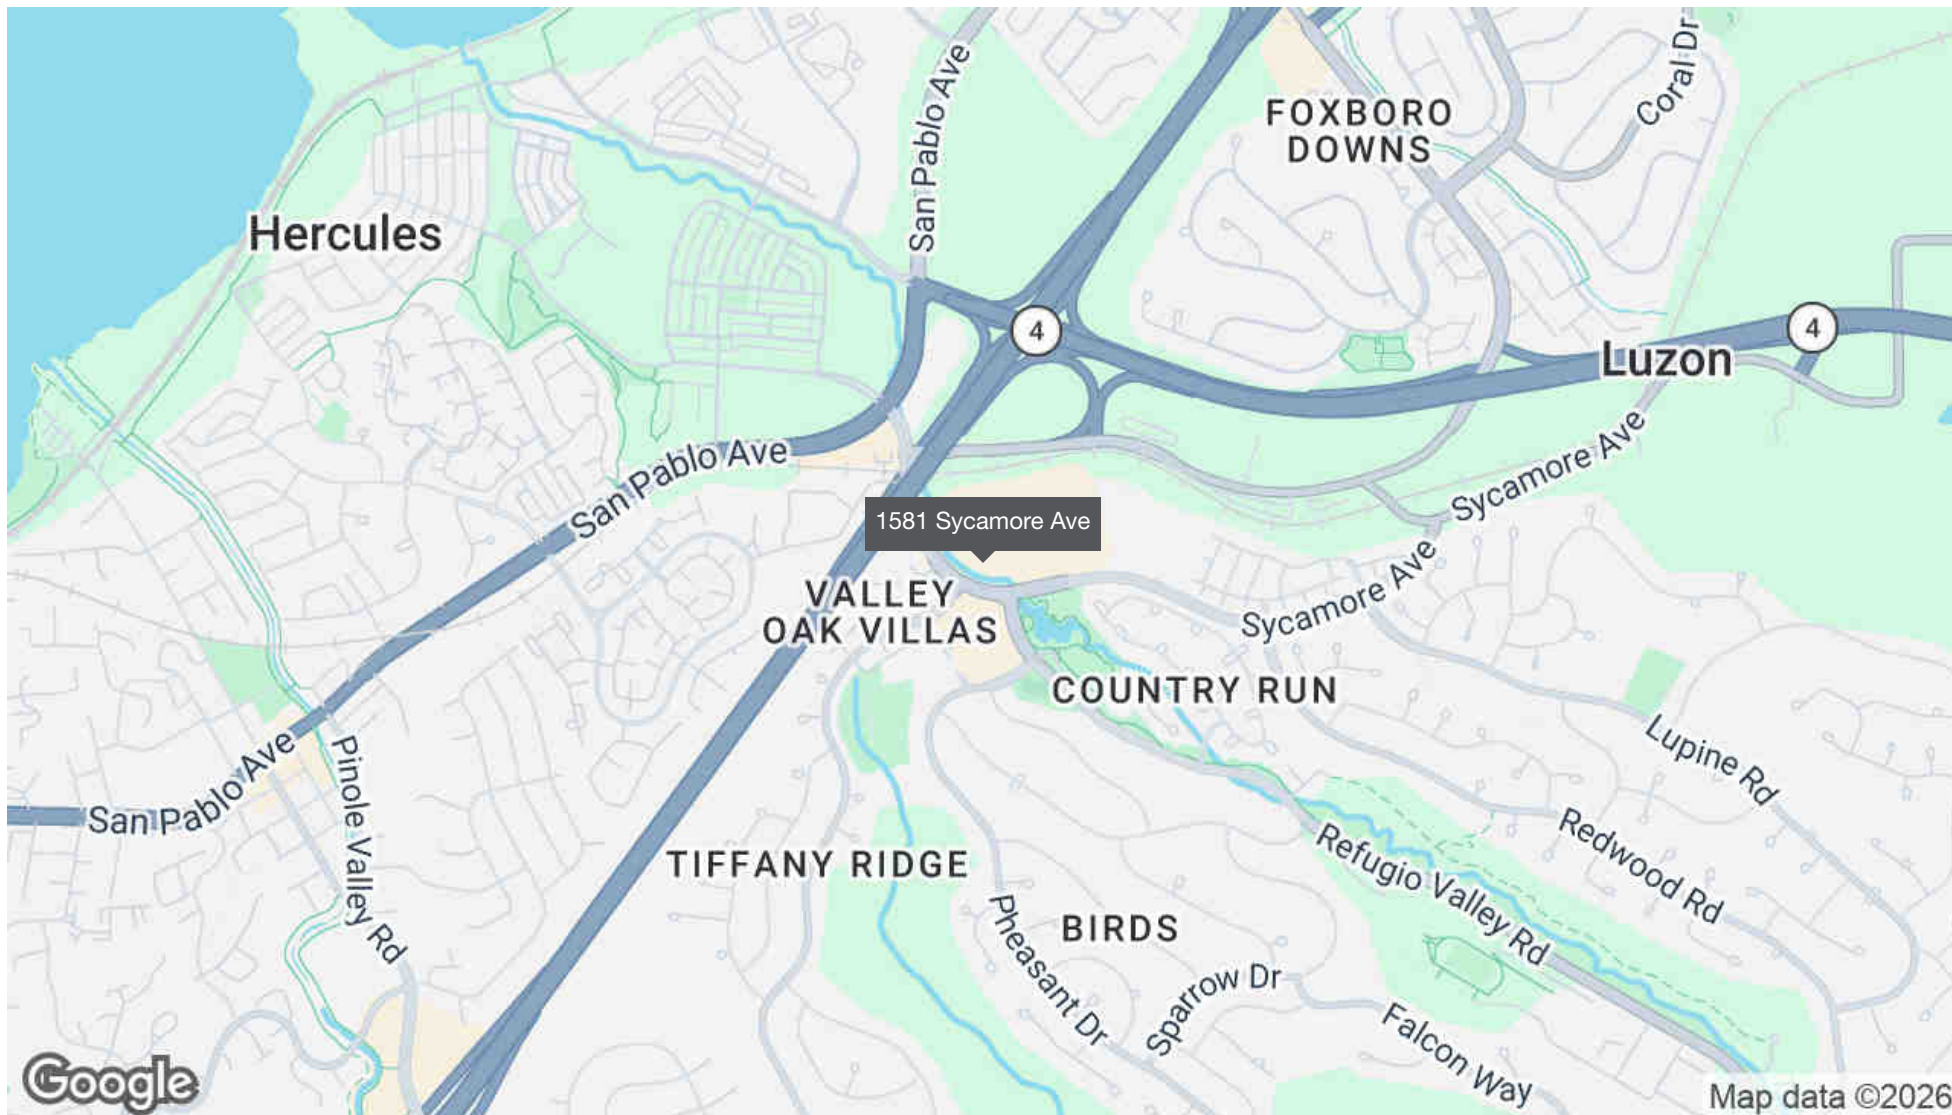 San Pablo Ave
Coral Dr
FOXBORO
DOWNS
Hercules
4
4
Luzon
San Pablo Ave
Sycamore Ave
1581 Sycamore Ave
Sycamore Ave
VALLEY
OAK VILLAS
COUNTRY RUN
Lupine Rd
San Pablo Ave
Pinole Valley Rd
Redwood Rd
Refugio Valley Rd
TIFFANY RIDGE
BIRDS
Pheasant Dr
Sparrow Dr
Falcon Way
Google
Map data ©2026